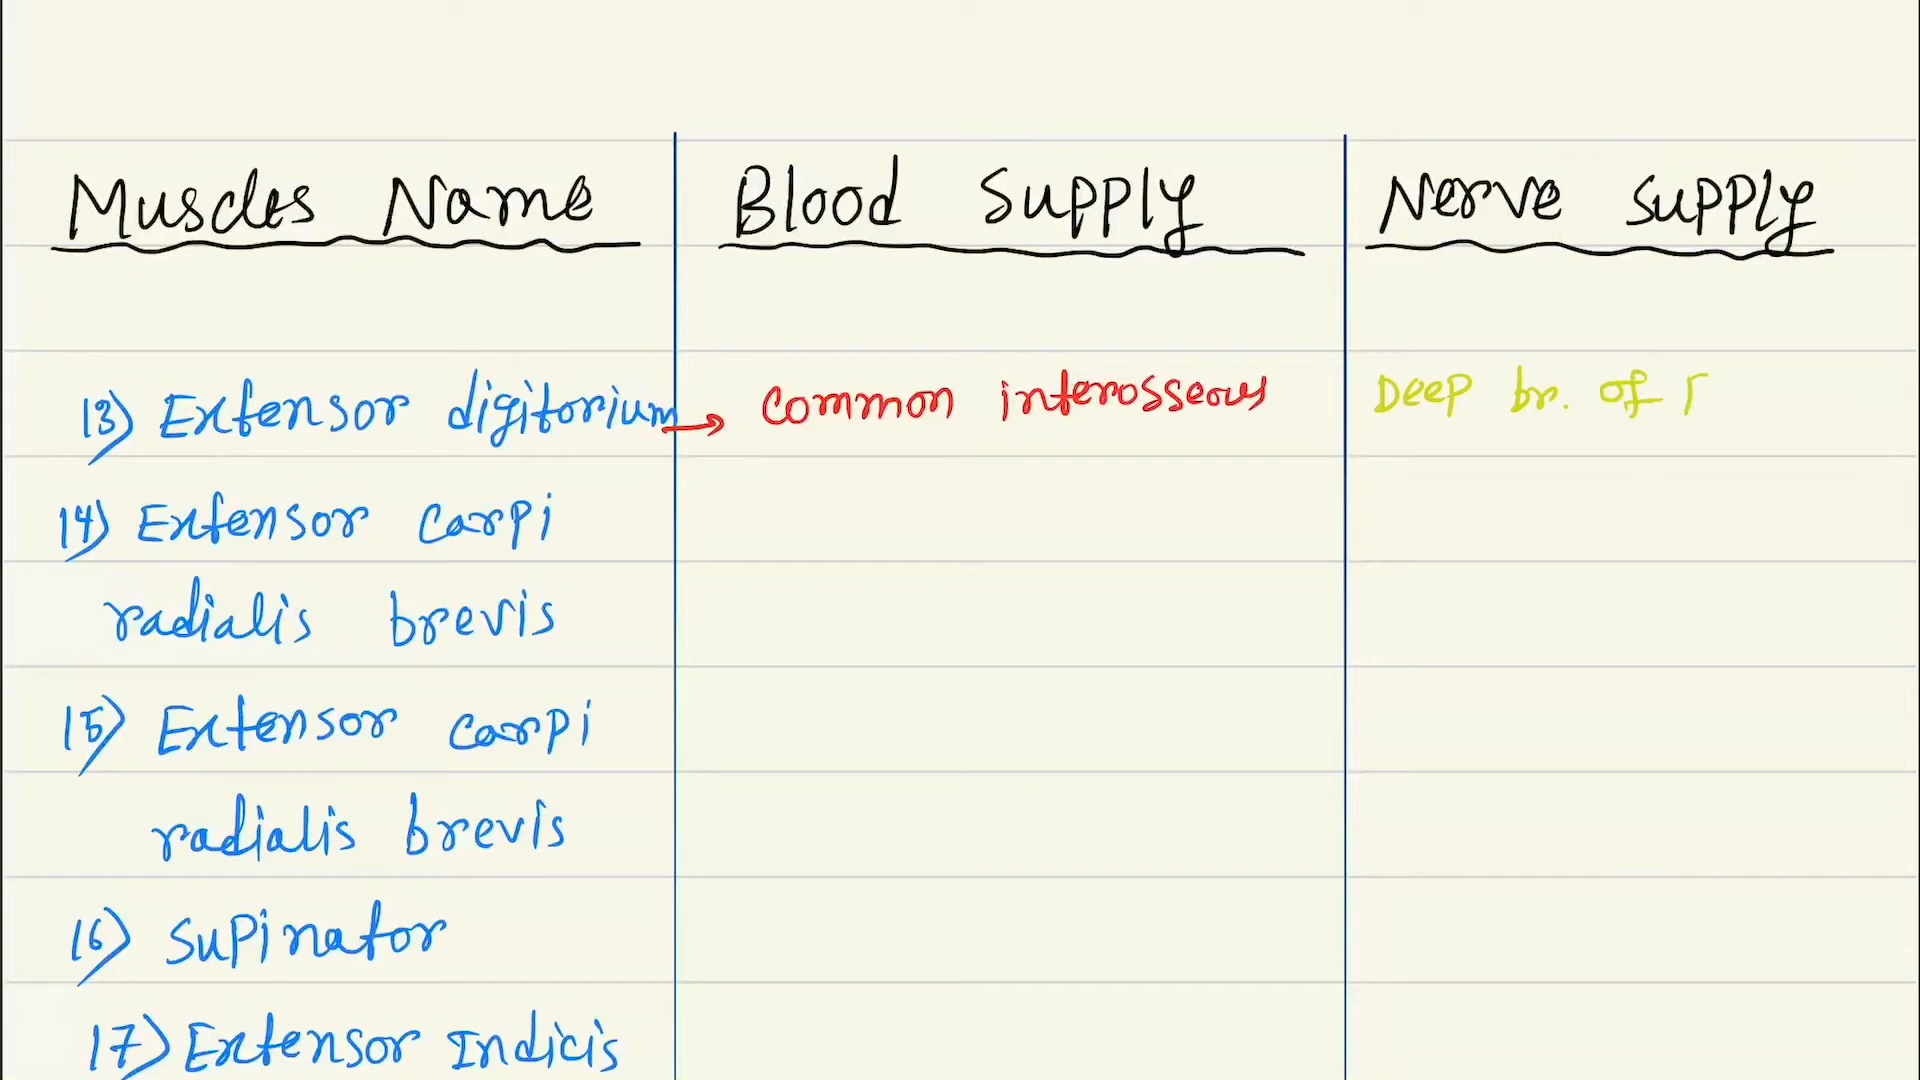 Muscles Name Blood Supply Nerve supply
13) Extensor digitorium → common interosseous Deep br. of
14) Extensor carpi
radialis brevis
15) Extensor carpi
radialis brevis
16) supinator
17) Extensor Indicis